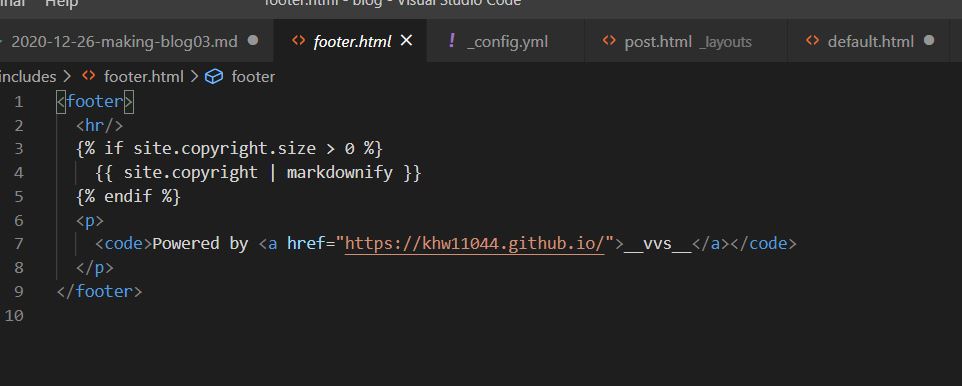 Help footer.html - blog - Visual Studio Code
2020-12-26-making-blog03.md footer.html _config.yml post.html _layouts default.html
includes > footer.html > footer
1 <footer>
2 <hr/>
3 {% if site.copyright.size > 0 %}
4 {{ site.copyright | markdownify }}
5 {% endif %}
6 <p>
7 <code>Powered by <a href="https://khw11044.github.io/">__vvs__</a></code>
8 </p>
9 </footer>
10